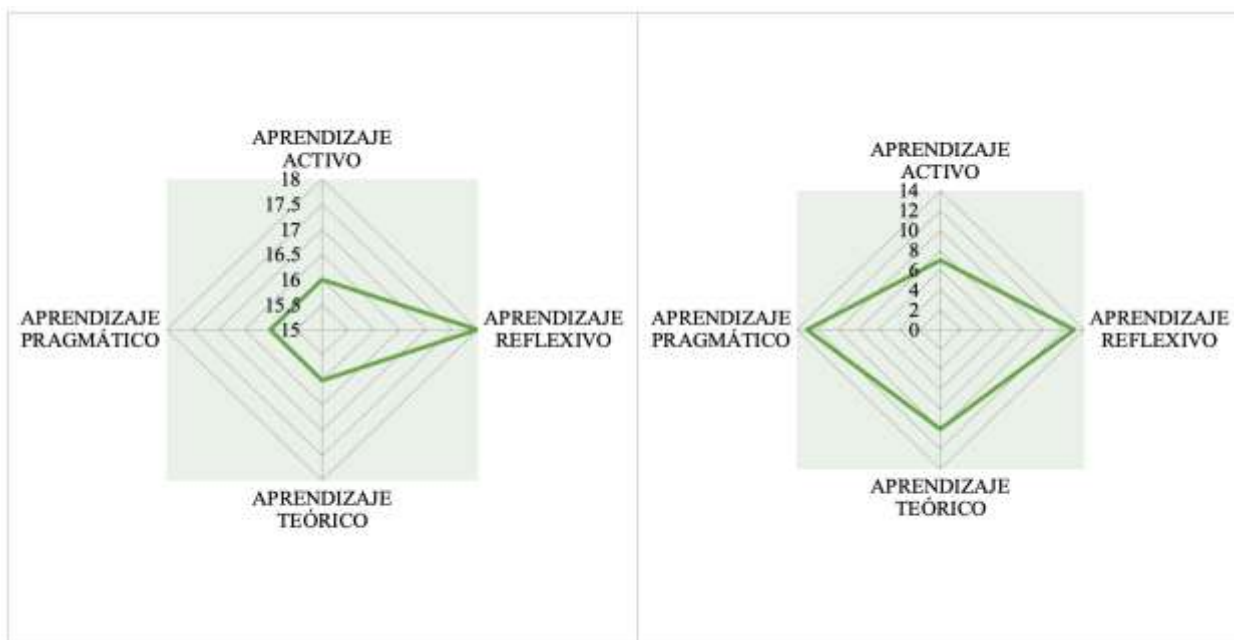 APRENDIZAJE
ACTIVO
18
17.5
17
16.5
16
15.5
15
APRENDIZAJE
PRAGMÁTICO
APRENDIZAJE
REFLEXIVO
APRENDIZAJE
TEÓRICO
APRENDIZAJE
ACTIVO
14
12
10
8
6
4
2
0
APRENDIZAJE
PRAGMÁTICO
APRENDIZAJE
REFLEXIVO
APRENDIZAJE
TEÓRICO